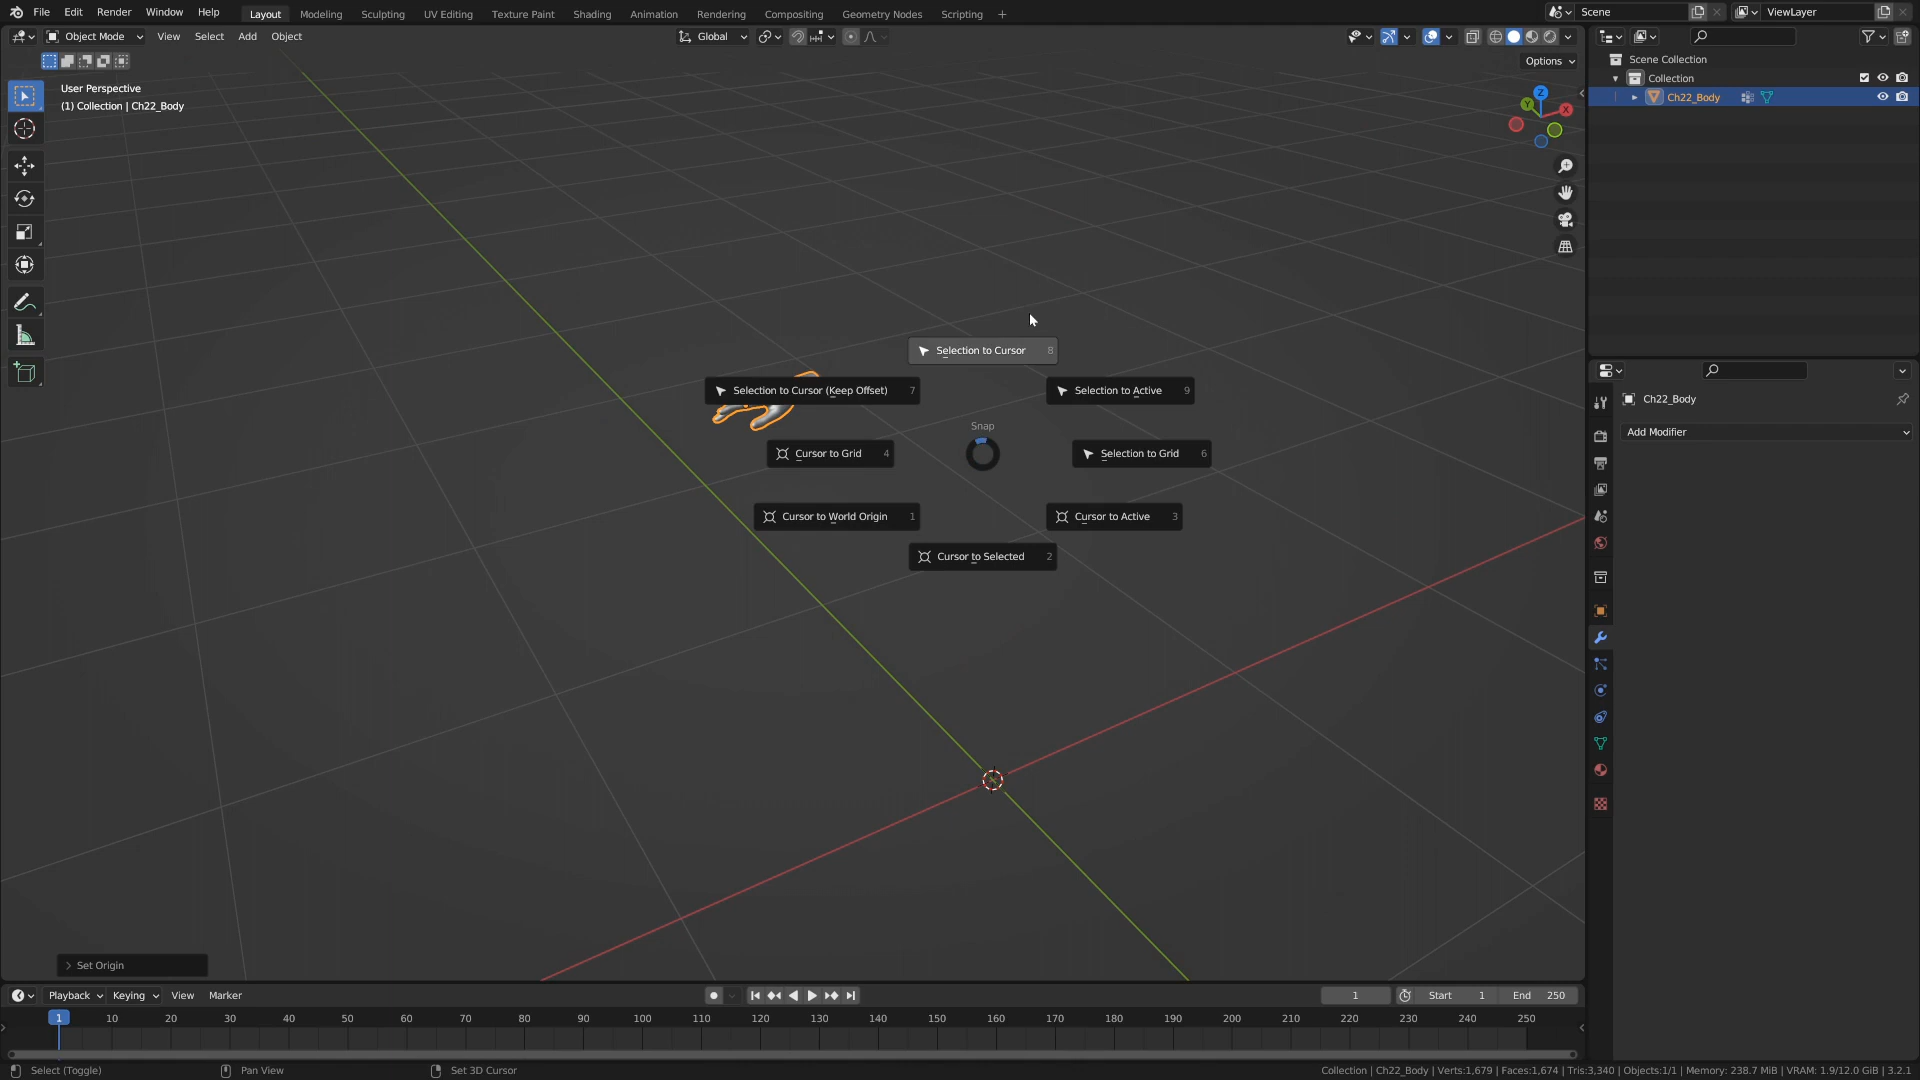 File Edit Render Window Help Layout Modeling Sculpting UV Editing Texture Paint Shading Animation Rendering Compositing Geometry Nodes Scripting + Scene ViewLayer
Object Mode View Select Add Object Global
Options
User Perspective
(1) Collection | Ch22_Body
Z
Y X
Scene Collection
Collection
Ch22_Body
Selection to Cursor 8
Selection to Cursor (Keep Offset) 7
Selection to Active 9
Snap
Cursor to Grid 4
Selection to Grid 6
Cursor to World Origin 1
Cursor to Active 3
Cursor to Selected 2
Ch22_Body
Add Modifier
Set Origin
Playback Keying View Marker 1 Start 1 End 250
1 10 20 30 40 50 60 70 80 90 100 110 120 130 140 150 160 170 180 190 200 210 220 230 240 250
Select (Toggle) Pan View Set 3D Cursor Collection | Ch22_Body | Verts:1,679 | Faces:1,674 | Tris:3,340 | Objects:1/1 | Memory: 238.7 MiB | VRAM: 1.9/12.0 GiB | 3.2.1